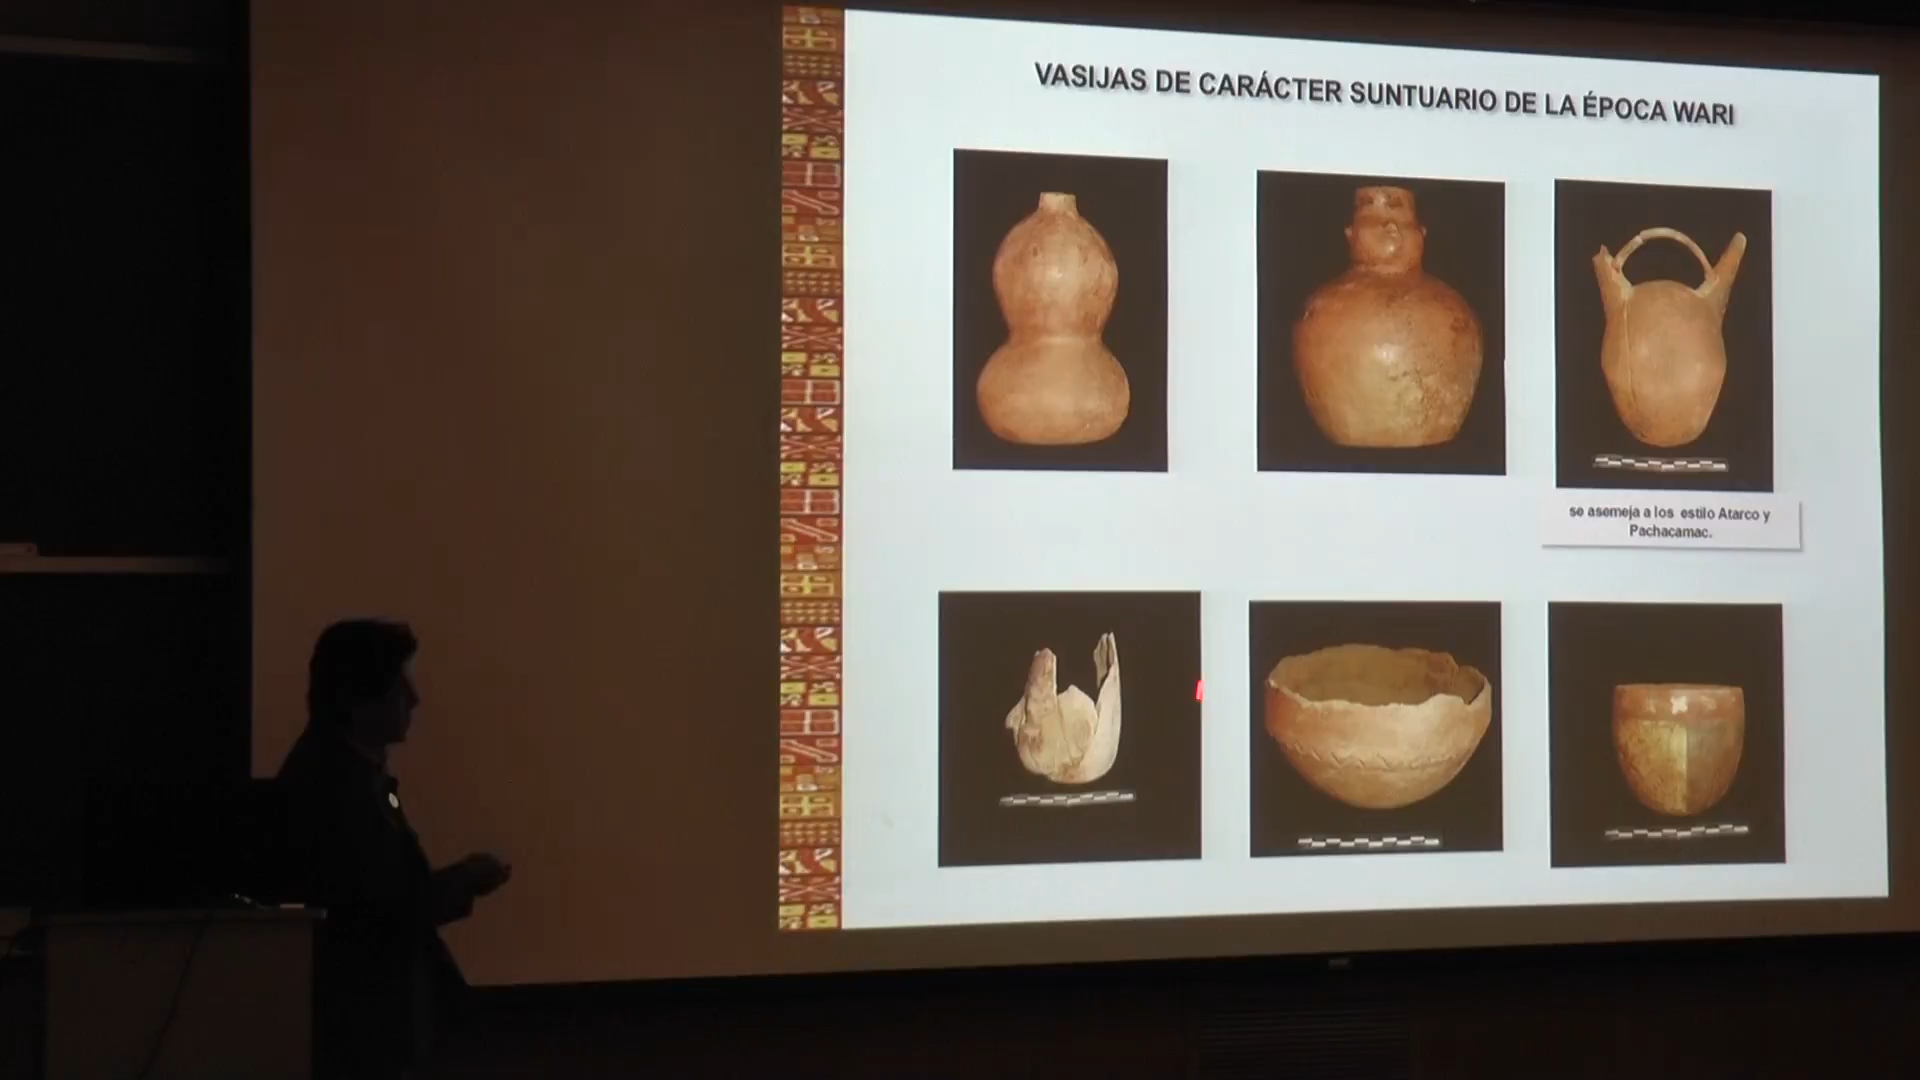 VASIJAS DE CARÁCTER SUNTUARIO DE LA ÉPOCA WARI
se asemeja a los estilo Atarco y
Pachacamac.